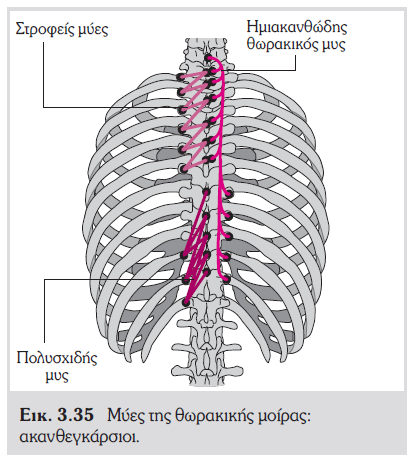 Στροφείς μύες
Ημιακανθώδης
θωρακικός μυς
Πολυσχιδής
μυς
Εικ. 3.35 Μύες της θωρακικής μοίρας:
ακανθεγκάρσιοι.